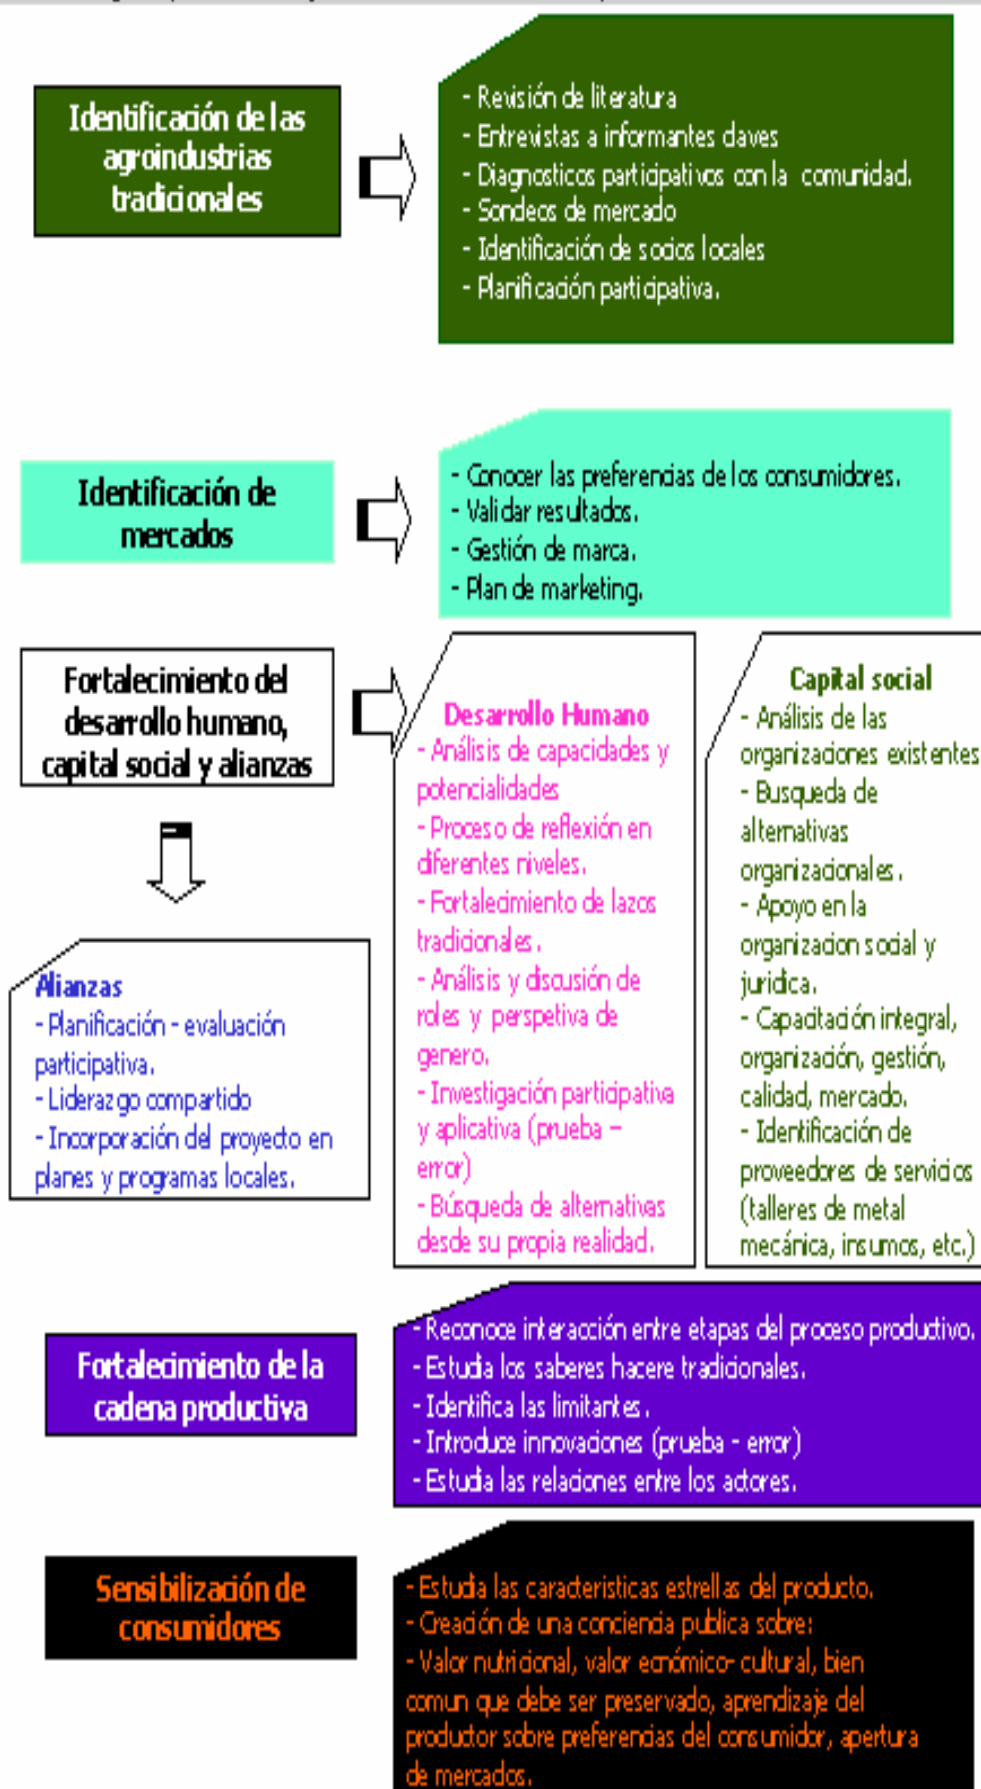 Identificación de las
agroindustrias
tradicionales
- Revisión de literatura
- Entrevistas a informantes claves
- Diagnosticos participativos con la comunidad.
- Sondeos de mercado
- Identificación de socios locales
- Planificación participativa.
Identificación de
mercados
- Conocer las preferencias de los consumidores.
- Validar resultados.
- Gestión de marca.
- Plan de marketing.
Fortalecimiento del
desarrollo humano,
capital social y alianzas
Desarrollo Humano
- Análisis de capacidades y
potencialidades
- Proceso de reflexión en
diferentes niveles.
- Fortalecimiento de lazos
tradicionales.
- Análisis y discusión de
roles y perspetiva de
genero.
- Investigación participativa
y aplicativa (prueba –
error)
- Búsqueda de alternativas
desde su propia realidad.
Capital social
- Análisis de las
organizaciones existentes
- Busqueda de
alternativas
organizacionales.
- Apoyo en la
organizacion social y
juridica.
- Capacitación integral,
organización, gestión,
calidad, mercado.
- Identificación de
proveedores de servicios
(talleres de metal
mecánica, insumos, etc.)
Alianzas
- Planificación - evaluación
participativa.
- Liderazgo compartido
- Incorporación del proyecto en
planes y programas locales.
Fortalecimiento de la
cadena productiva
- Reconoce interacción entre etapas del proceso productivo.
- Estudia los saberes hacere tradicionales.
- Identifica las limitantes.
- Introduce innovaciones (prueba - error)
- Estudia las relaciones entre los actores.
Sensibilización de
consumidores
- Estudia las caracteristicas estrellas del producto.
- Creación de una conciencia publica sobre:
- Valor nutricional, valor ecnómico- cultural, bien
comun que debe ser preservado, aprendizaje del
productor sobre preferencias del consumidor, apertura
de mercados.